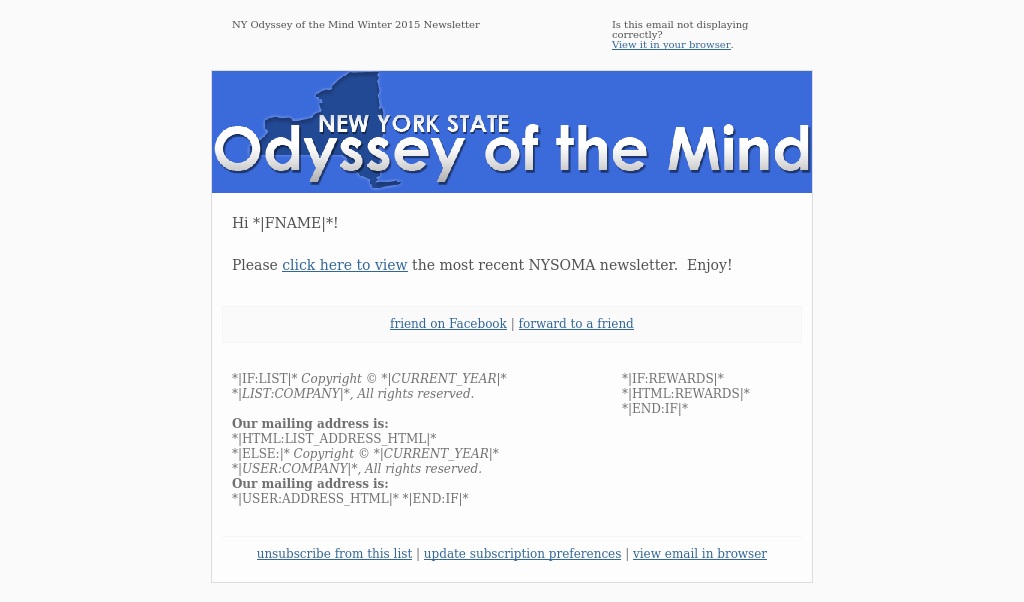 NY Odyssey of the Mind Winter 2015 Newsletter
Is this email not displaying
correctly?
View it in your browser.
NEW YORK STATE
Odyssey of the Mind
Hi *|FNAME|*!
Please click here to view the most recent NYSOMA newsletter.  Enjoy!
friend on Facebook | forward to a friend
*|IF:LIST|* Copyright © *|CURRENT_YEAR|*
*|LIST:COMPANY|*, All rights reserved.
Our mailing address is:
*|HTML:LIST_ADDRESS_HTML|*
*|ELSE:|* Copyright © *|CURRENT_YEAR|*
*|USER:COMPANY|*, All rights reserved.
Our mailing address is:
*|USER:ADDRESS_HTML|* *|END:IF|*
*|IF:REWARDS|*
*|HTML:REWARDS|*
*|END:IF|*
unsubscribe from this list | update subscription preferences | view email in browser